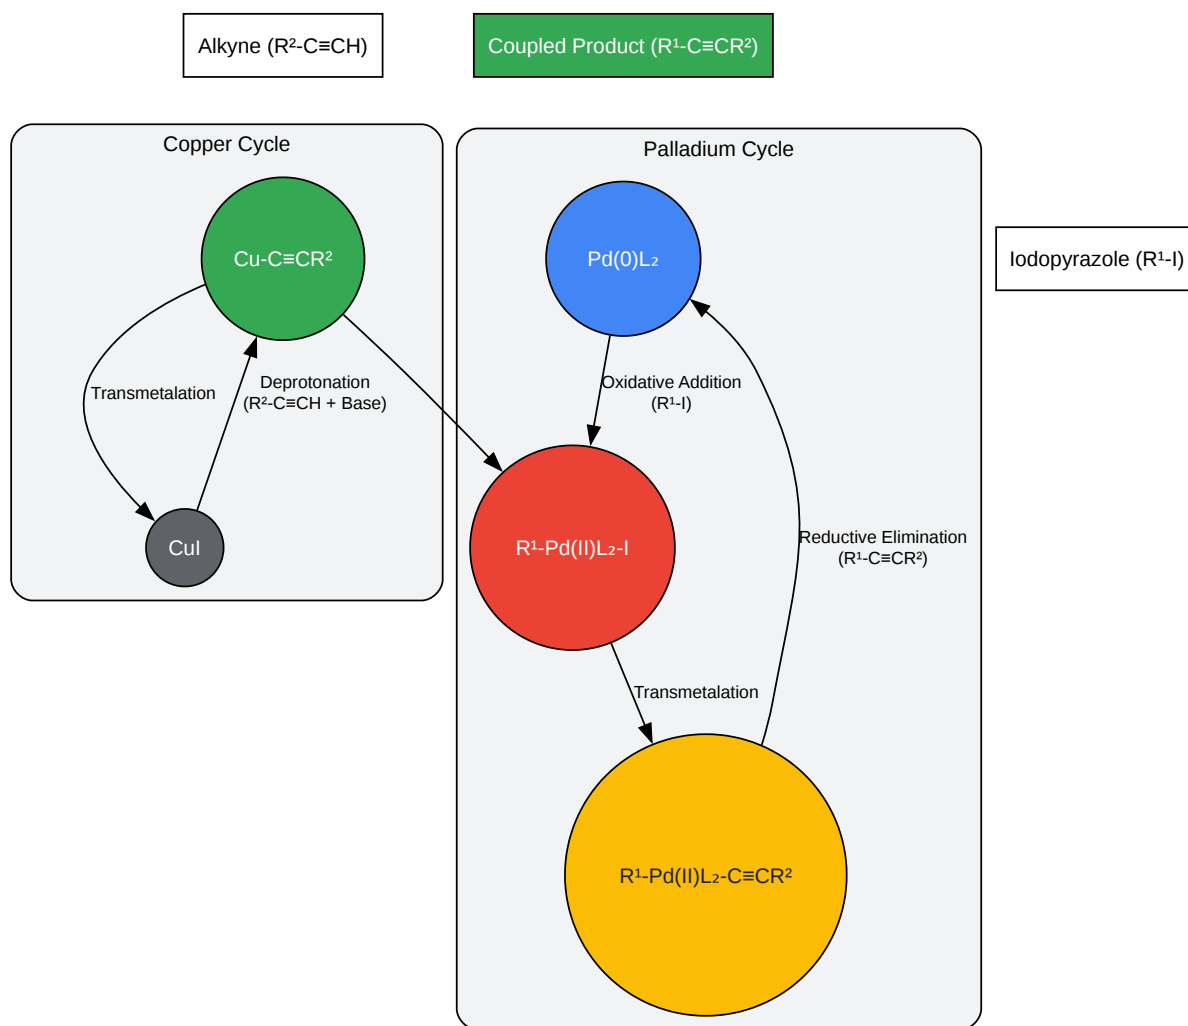 Alkyne (R²-C≡CH)
Coupled Product (R¹-C≡CR²)
Copper Cycle
Palladium Cycle
Cu-C≡CR²
Pd(0)L₂
Iodopyrazole (R¹-I)
Transmetalation
Deprotonation
(R²-C≡CH + Base)
Oxidative Addition
(R¹-I)
CuI
R¹-Pd(II)L₂-I
Reductive Elimination
(R¹-C≡CR²)
Transmetalation
R¹-Pd(II)L₂-C≡CR²